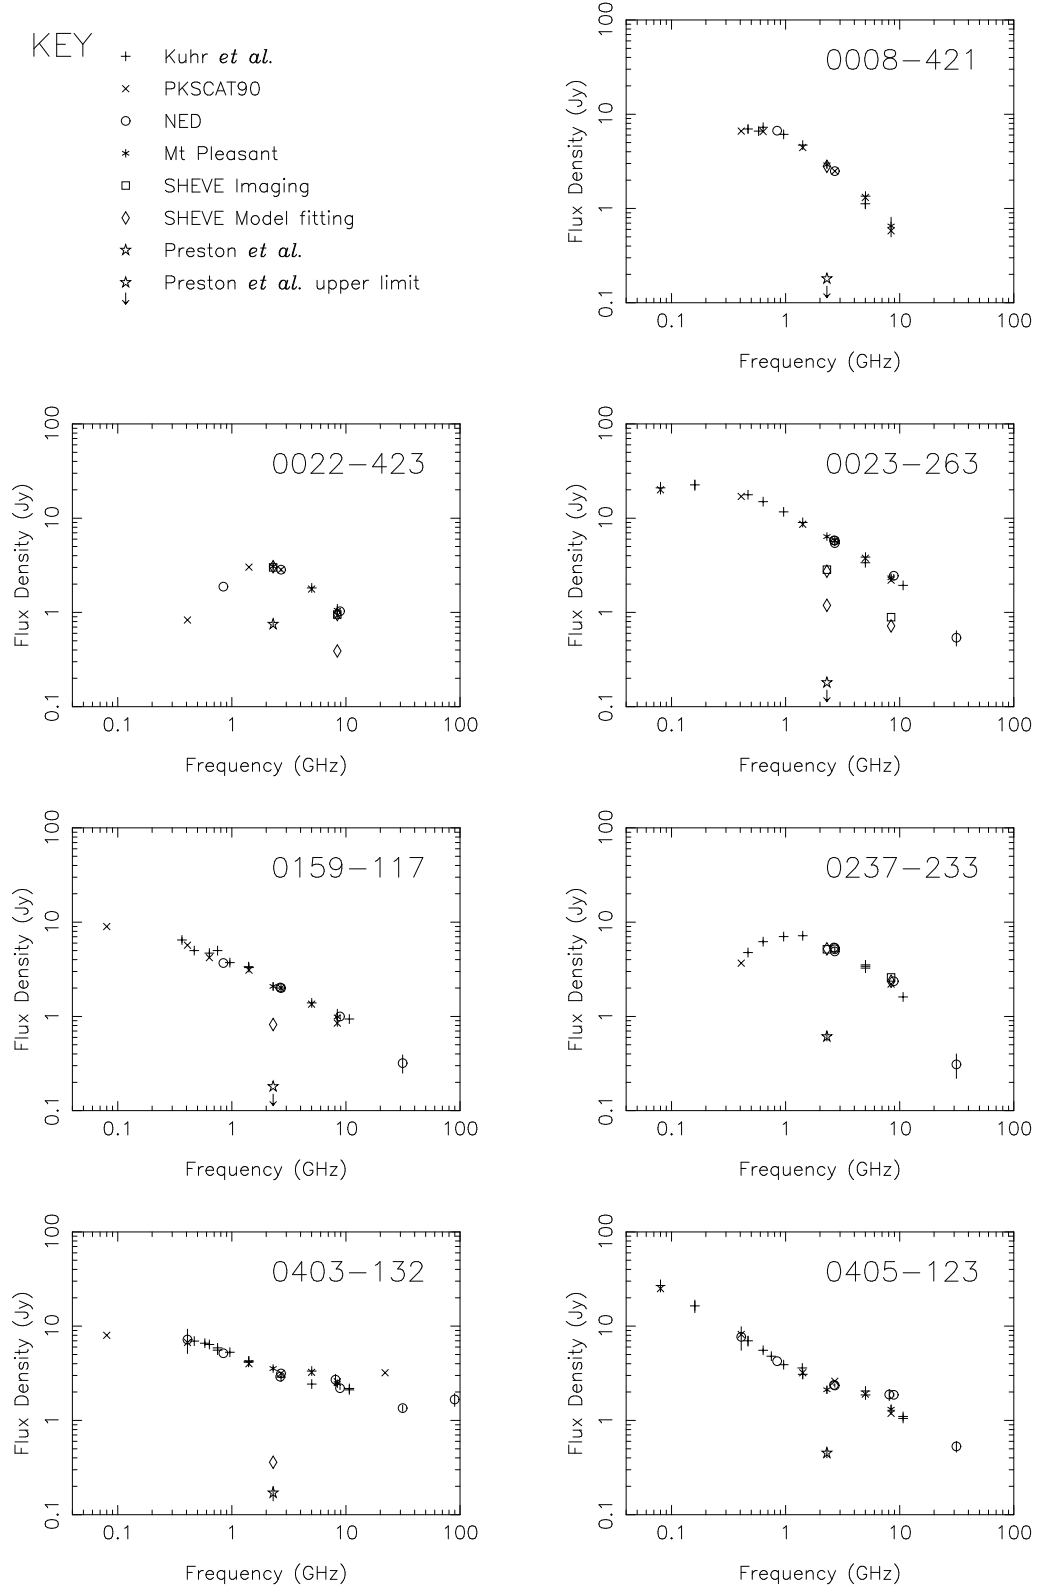 KEY
Kuhr et al.
PKSCAT90
NED
Mt Pleasant
SHEVE Imaging
SHEVE Model fitting
Preston et al.
Preston et al. upper limit
0008−421
Flux Density (Jy)
100
10
1
0.1
0.1 1 10 100
Frequency (GHz)
0022−423
Flux Density (Jy)
100
10
1
0.1
0.1 1 10 100
Frequency (GHz)
0023−263
Flux Density (Jy)
100
10
1
0.1
0.1 1 10 100
Frequency (GHz)
0159−117
Flux Density (Jy)
100
10
1
0.1
0.1 1 10 100
Frequency (GHz)
0237−233
Flux Density (Jy)
100
10
1
0.1
0.1 1 10 100
Frequency (GHz)
0403−132
Flux Density (Jy)
100
10
1
0.1
0.1 1 10 100
Frequency (GHz)
0405−123
Flux Density (Jy)
100
10
1
0.1
0.1 1 10 100
Frequency (GHz)